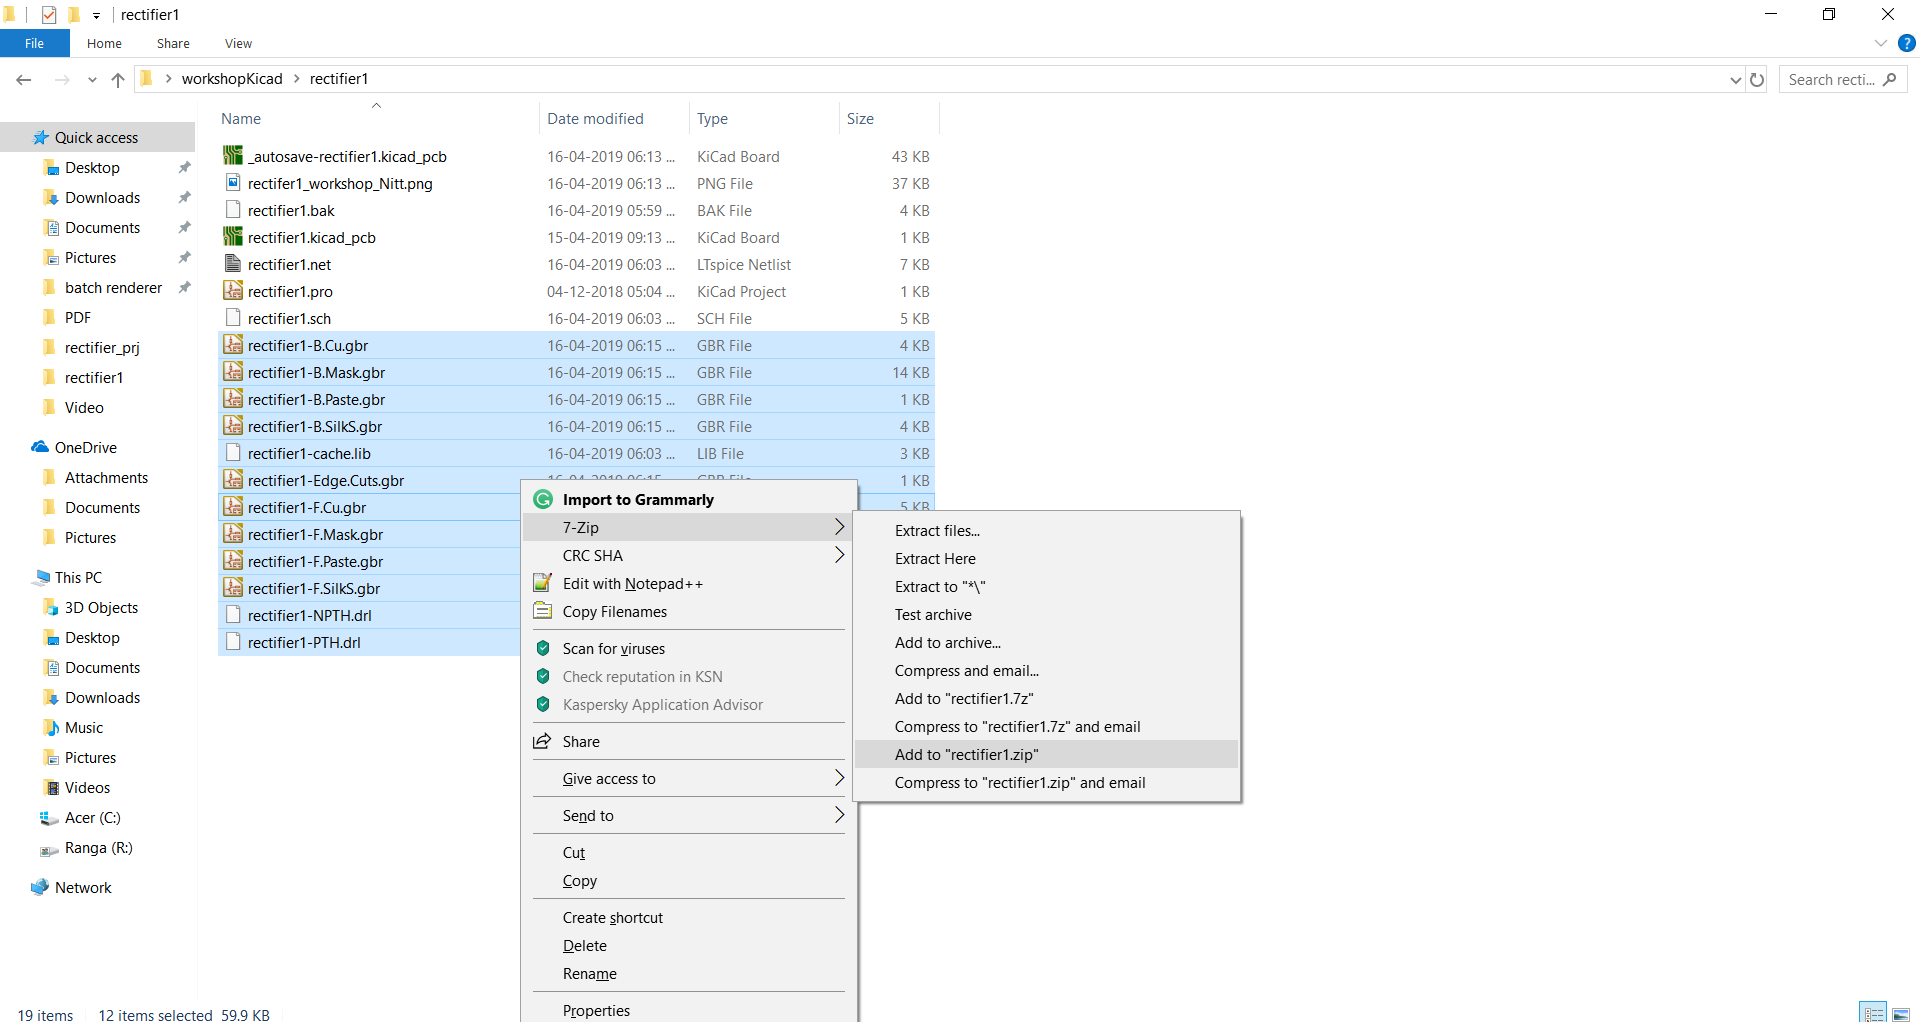 rectifier1
File Home Share View
workshopKicad rectifier1
Search recti...
Name Date modified Type Size
Quick access
Desktop
Downloads
Documents
Pictures
batch renderer
PDF
rectifier_prj
rectifier1
Video
OneDrive
Attachments
Documents
Pictures
This PC
3D Objects
Desktop
Documents
Downloads
Music
Pictures
Videos
Acer (C:)
Ranga (R:)
Network
_autosave-rectifier1.kicad_pcb 16-04-2019 06:13 ... KiCad Board 43 KB
rectifer1_workshop_Nitt.png 16-04-2019 06:13 ... PNG File 37 KB
rectifier1.bak 16-04-2019 05:59 ... BAK File 4 KB
rectifier1.kicad_pcb 15-04-2019 09:13 ... KiCad Board 1 KB
rectifier1.net 16-04-2019 06:03 ... LTspice Netlist 7 KB
rectifier1.pro 04-12-2018 05:04 ... KiCad Project 1 KB
rectifier1.sch 16-04-2019 06:03 ... SCH File 5 KB
rectifier1-B.Cu.gbr 16-04-2019 06:15 ... GBR File 4 KB
rectifier1-B.Mask.gbr 16-04-2019 06:15 ... GBR File 14 KB
rectifier1-B.Paste.gbr 16-04-2019 06:15 ... GBR File 1 KB
rectifier1-B.SilkS.gbr 16-04-2019 06:15 ... GBR File 4 KB
rectifier1-cache.lib 16-04-2019 06:03 ... LIB File 3 KB
rectifier1-Edge.Cuts.gbr 16-04-2019 06:15 ... GBR File 1 KB
rectifier1-F.Cu.gbr 5 KB
rectifier1-F.Mask.gbr
rectifier1-F.Paste.gbr
rectifier1-F.SilkS.gbr
rectifier1-NPTH.drl
rectifier1-PTH.drl
Import to Grammarly
7-Zip
CRC SHA
Edit with Notepad++
Copy Filenames
Scan for viruses
Check reputation in KSN
Kaspersky Application Advisor
Share
Give access to
Send to
Cut
Copy
Create shortcut
Delete
Rename
Properties
Extract files...
Extract Here
Extract to "*\"
Test archive
Add to archive...
Compress and email...
Add to "rectifier1.7z"
Compress to "rectifier1.7z" and email
Add to "rectifier1.zip"
Compress to "rectifier1.zip" and email
19 items 12 items selected 59.9 KB